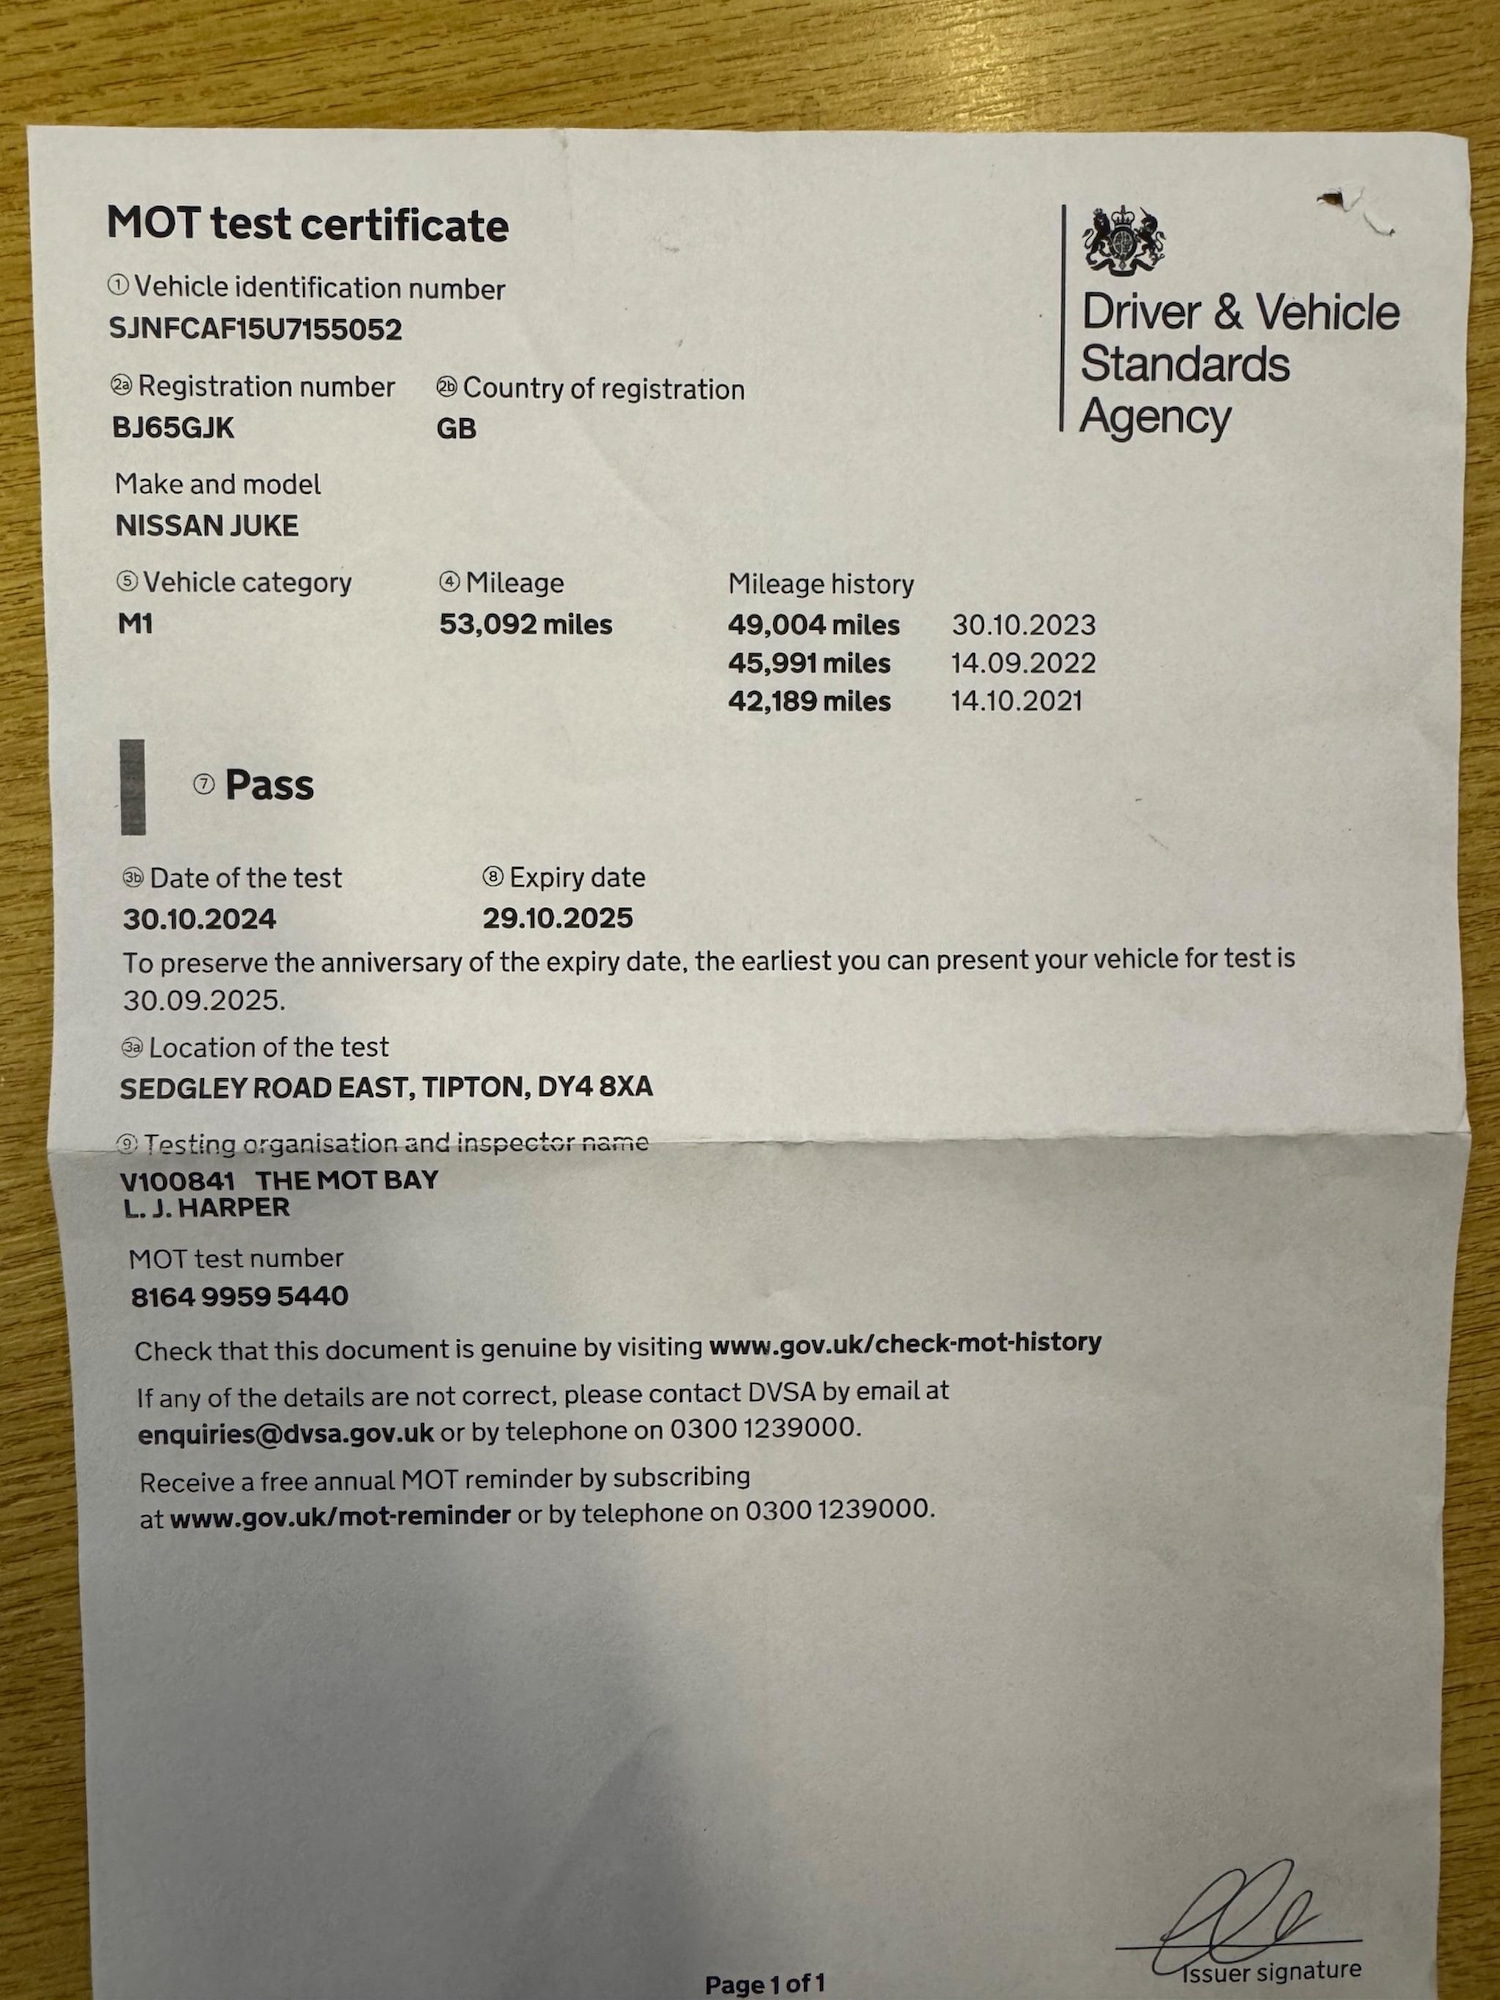 MOT test certificate
Driver & Vehicle
Standards
Agency
① Vehicle identification number
SJNFCAF15U7155052
2a Registration number 2b Country of registration
BJ65GJK GB
Make and model
NISSAN JUKE
⑤ Vehicle category ④ Mileage Mileage history
M1 53,092 miles 49,004 miles 30.10.2023
45,991 miles 14.09.2022
42,189 miles 14.10.2021
⑦ Pass
3b Date of the test ⑧ Expiry date
30.10.2024 29.10.2025
To preserve the anniversary of the expiry date, the earliest you can present your vehicle for test is
30.09.2025.
3a Location of the test
SEDGLEY ROAD EAST, TIPTON, DY4 8XA
⑨ Testing organisation and inspector name
V100841 THE MOT BAY
L. J. HARPER
MOT test number
8164 9959 5440
Check that this document is genuine by visiting www.gov.uk/check-mot-history
If any of the details are not correct, please contact DVSA by email at
enquiries@dvsa.gov.uk or by telephone on 0300 1239000.
Receive a free annual MOT reminder by subscribing
at www.gov.uk/mot-reminder or by telephone on 0300 1239000.
Issuer signature
Page 1 of 1